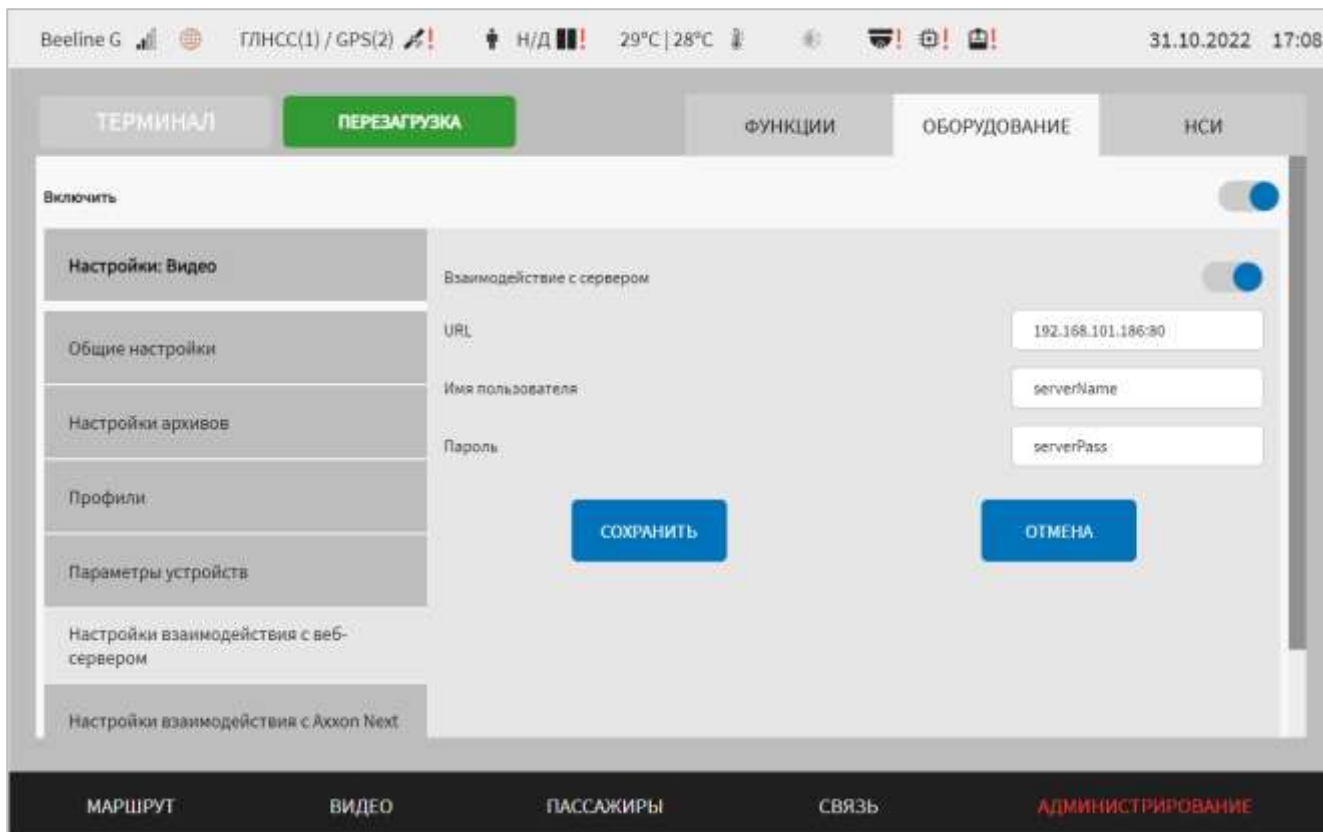 Beeline G ГЛНСС(1) / GPS(2) ! Н/Д ! 29°C | 28°C ! ! ! 31.10.2022 17:08
ТЕРМИНАЛ ПЕРЕЗАГРУЗКА ФУНКЦИИ ОБОРУДОВАНИЕ НСИ
Включить
Настройки: Видео
Взаимодействие с сервером
URL 192.168.101.186:80
Общие настройки
Имя пользователя serverName
Настройки архивов
Пароль serverPass
Профили
СОХРАНИТЬ ОТМЕНА
Параметры устройств
Настройки взаимодействия с веб-
сервером
Настройки взаимодействия с Axxon Next
МАРШРУТ ВИДЕО ПАССАЖИРЫ СВЯЗЬ АДМИНИСТРИРОВАНИЕ